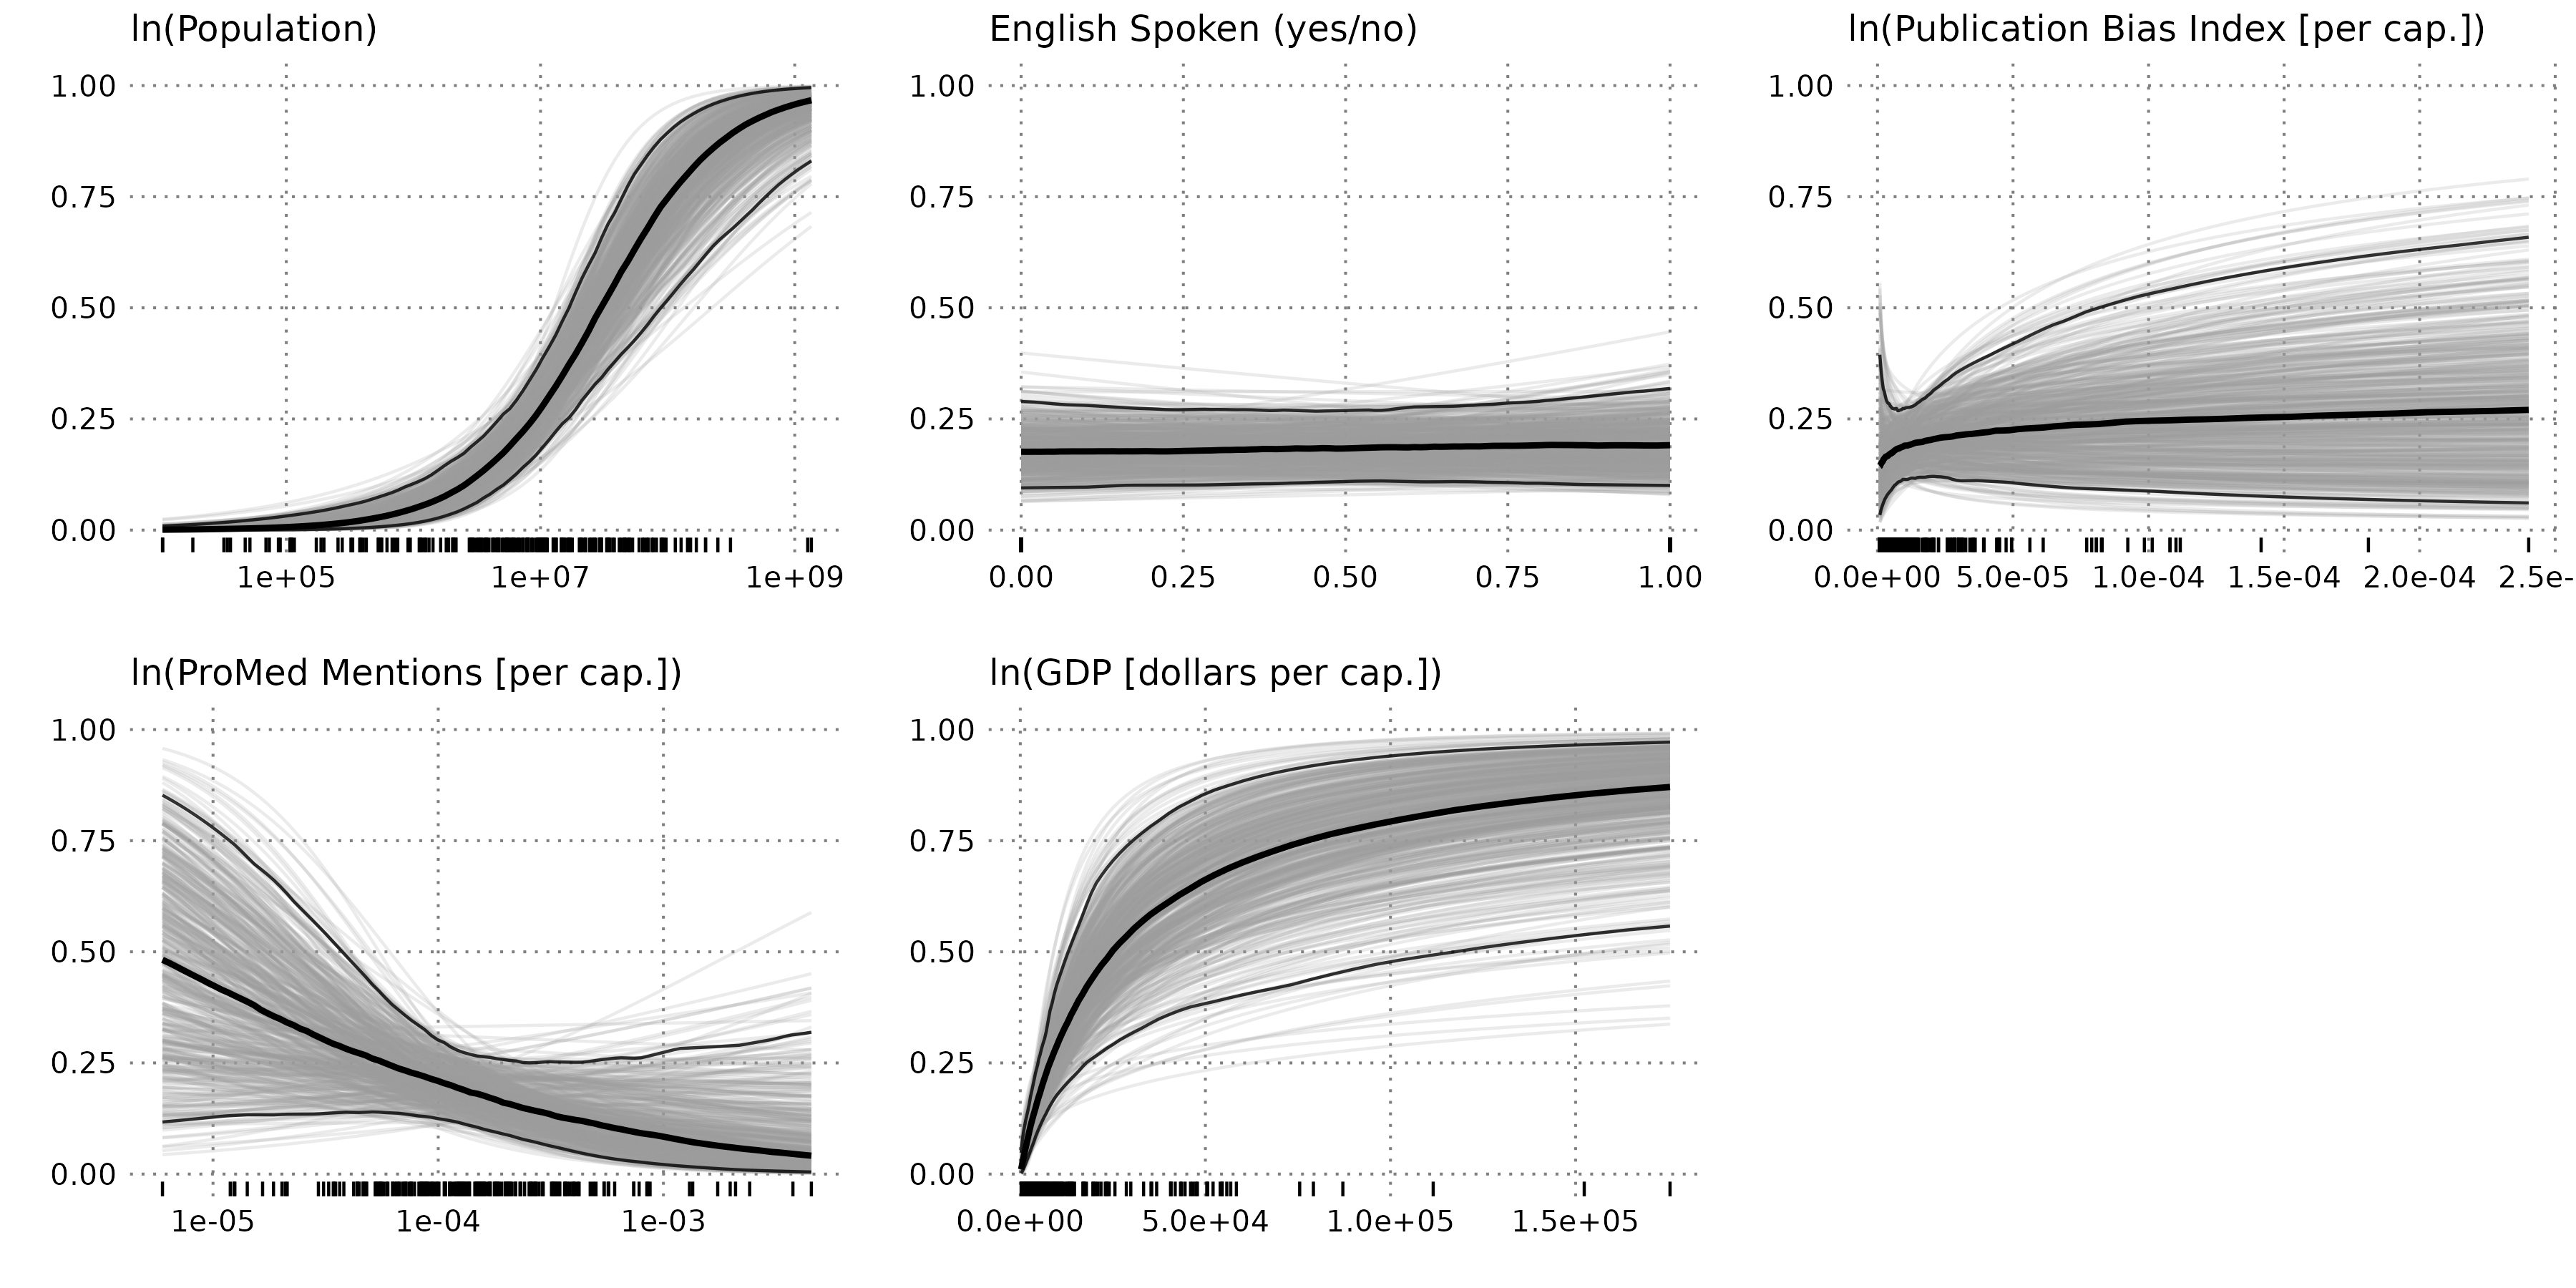 ln(Population)
1.00
0.75
0.50
0.25
0.00
1e+05 1e+07 1e+09
English Spoken (yes/no)
1.00
0.75
0.50
0.25
0.00
0.00 0.25 0.50 0.75 1.00
ln(Publication Bias Index [per cap.])
1.00
0.75
0.50
0.25
0.00
0.0e+00 5.0e-05 1.0e-04 1.5e-04 2.0e-04 2.5e-
ln(ProMed Mentions [per cap.])
1.00
0.75
0.50
0.25
0.00
1e-05 1e-04 1e-03
ln(GDP [dollars per cap.])
1.00
0.75
0.50
0.25
0.00
0.0e+00 5.0e+04 1.0e+05 1.5e+05